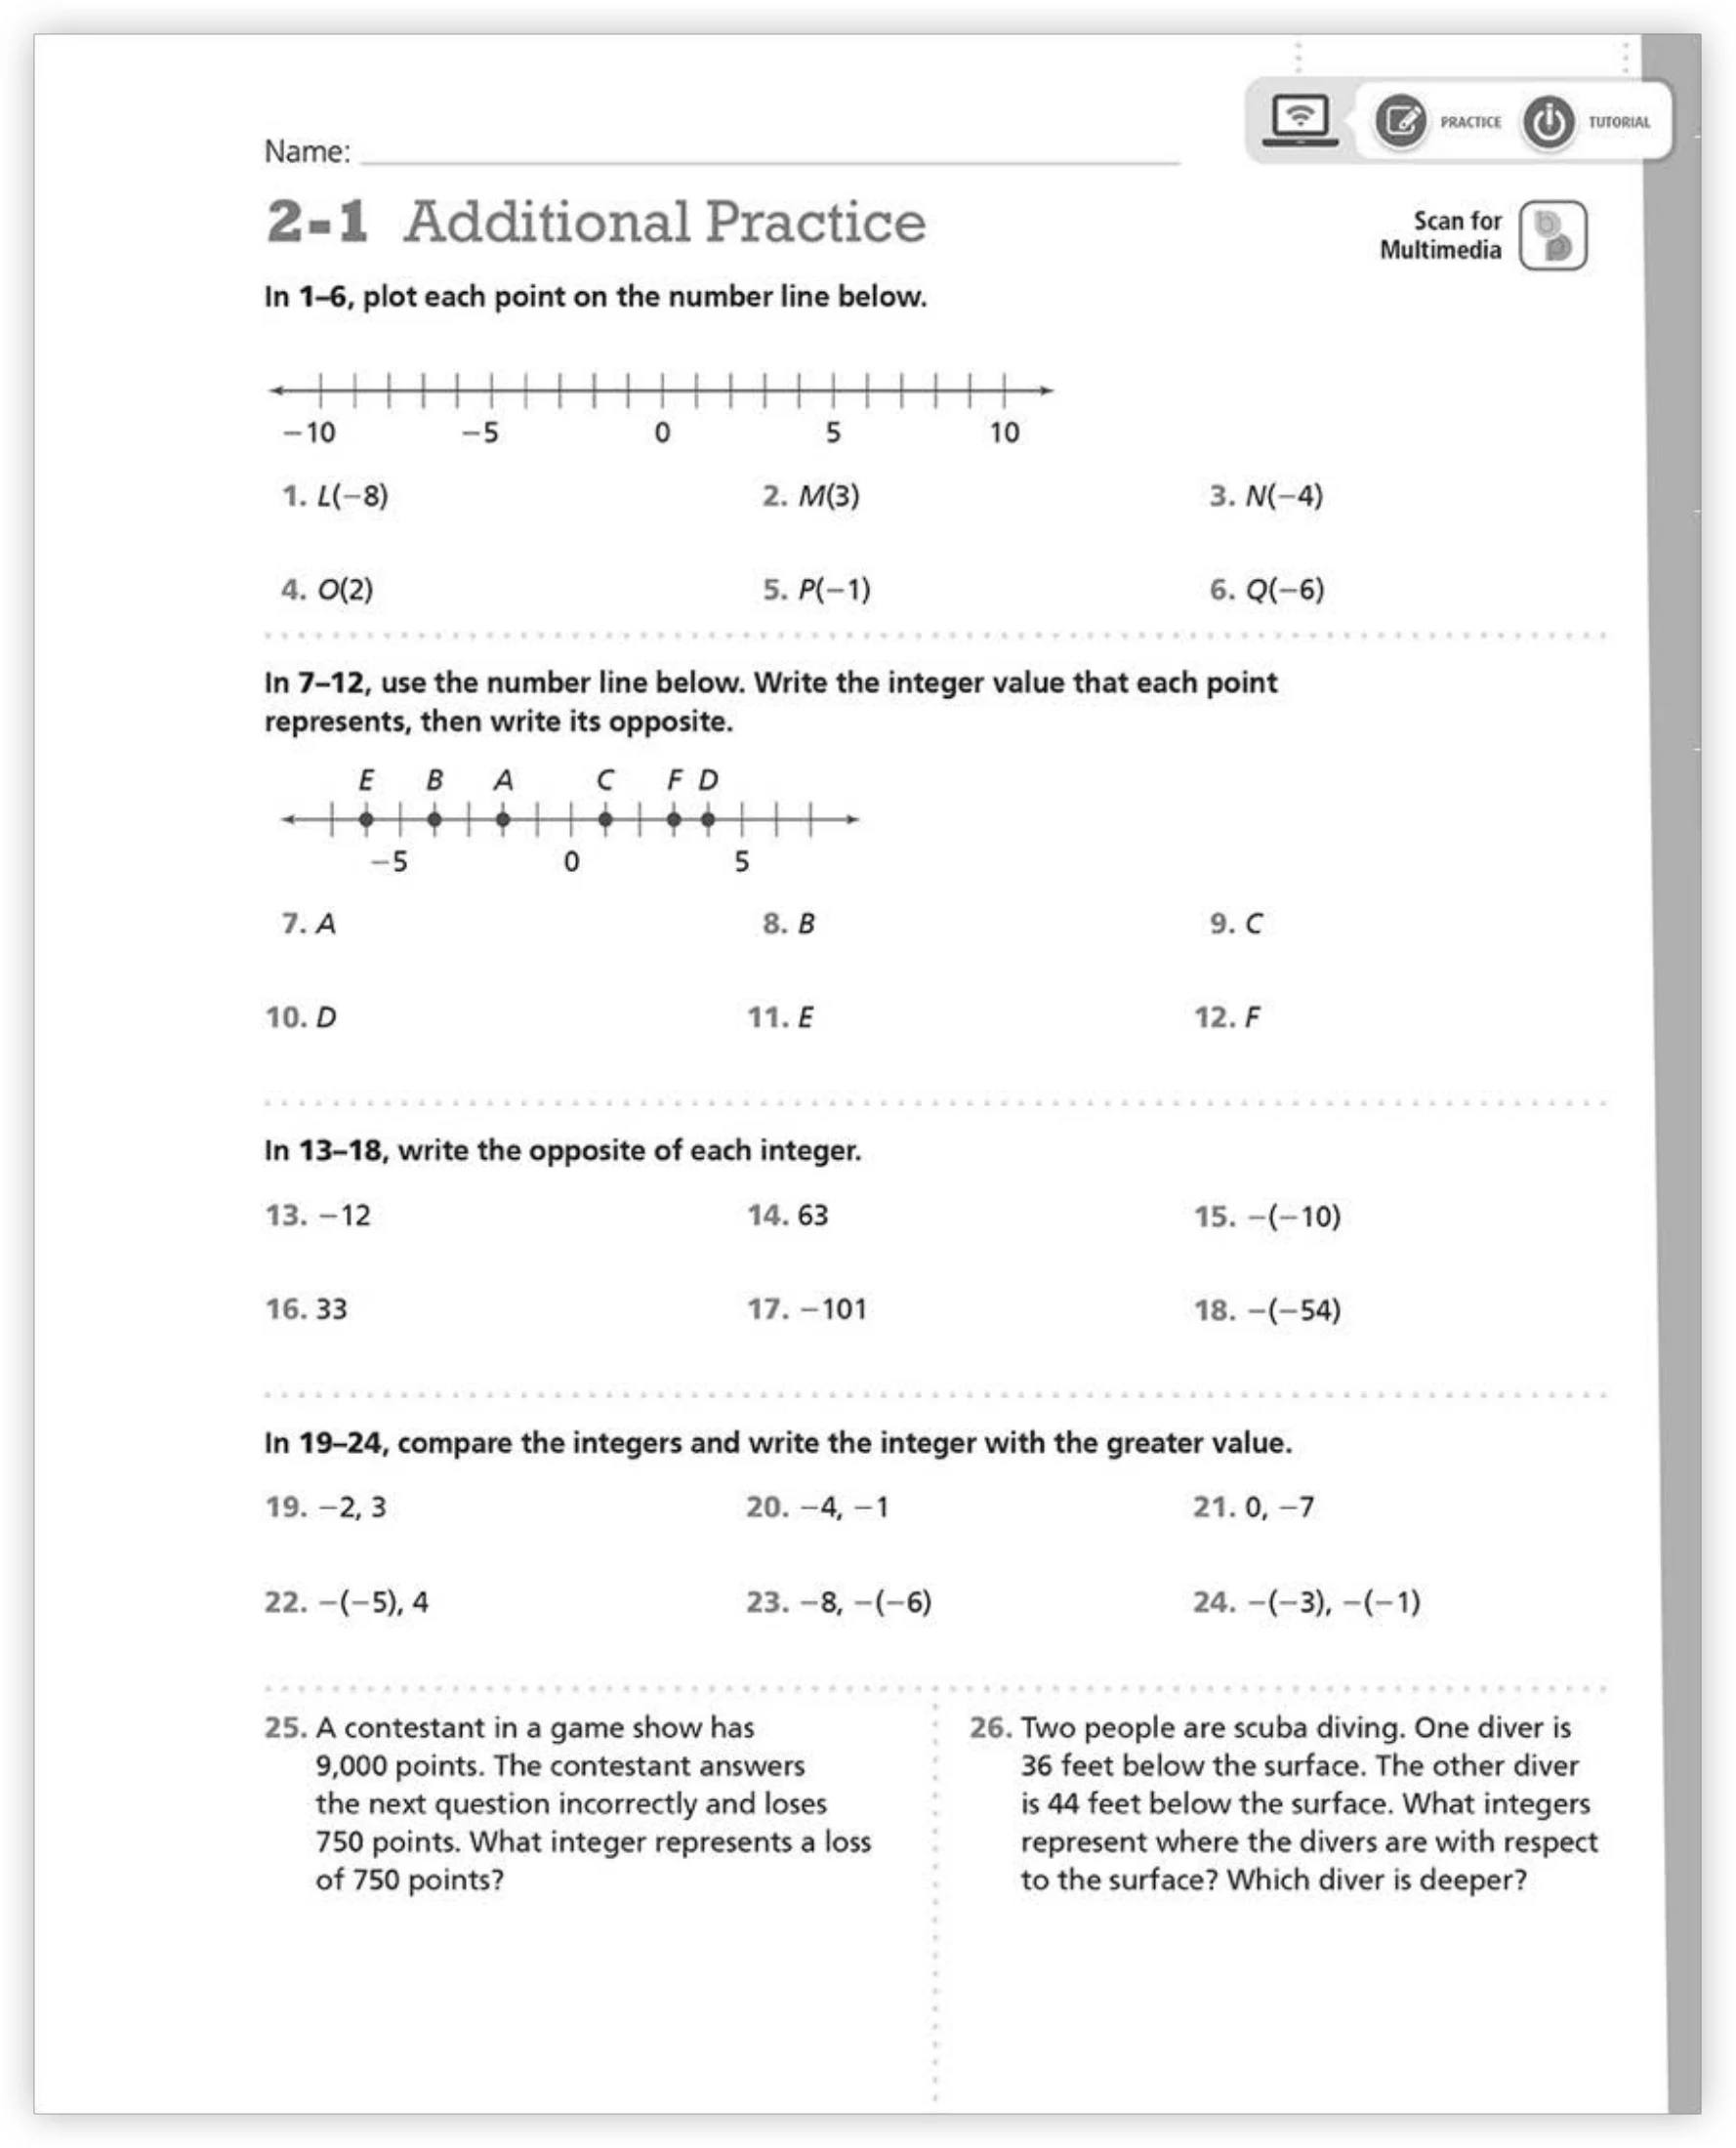 PRACTICE TUTORIAL
Name:
2-1 Additional Practice
Scan for
Multimedia
In 1–6, plot each point on the number line below.
−10 −5 0 5 10
1. L(−8) 2. M(3) 3. N(−4)
4. O(2) 5. P(−1) 6. Q(−6)
In 7–12, use the number line below. Write the integer value that each point
represents, then write its opposite.
E B A C F D
−5 0 5
7. A 8. B 9. C
10. D 11. E 12. F
In 13–18, write the opposite of each integer.
13. −12 14. 63 15. −(−10)
16. 33 17. −101 18. −(−54)
In 19–24, compare the integers and write the integer with the greater value.
19. −2, 3 20. −4, −1 21. 0, −7
22. −(−5), 4 23. −8, −(−6) 24. −(−3), −(−1)
25. A contestant in a game show has
9,000 points. The contestant answers
the next question incorrectly and loses
750 points. What integer represents a loss
of 750 points?
26. Two people are scuba diving. One diver is
36 feet below the surface. The other diver
is 44 feet below the surface. What integers
represent where the divers are with respect
to the surface? Which diver is deeper?